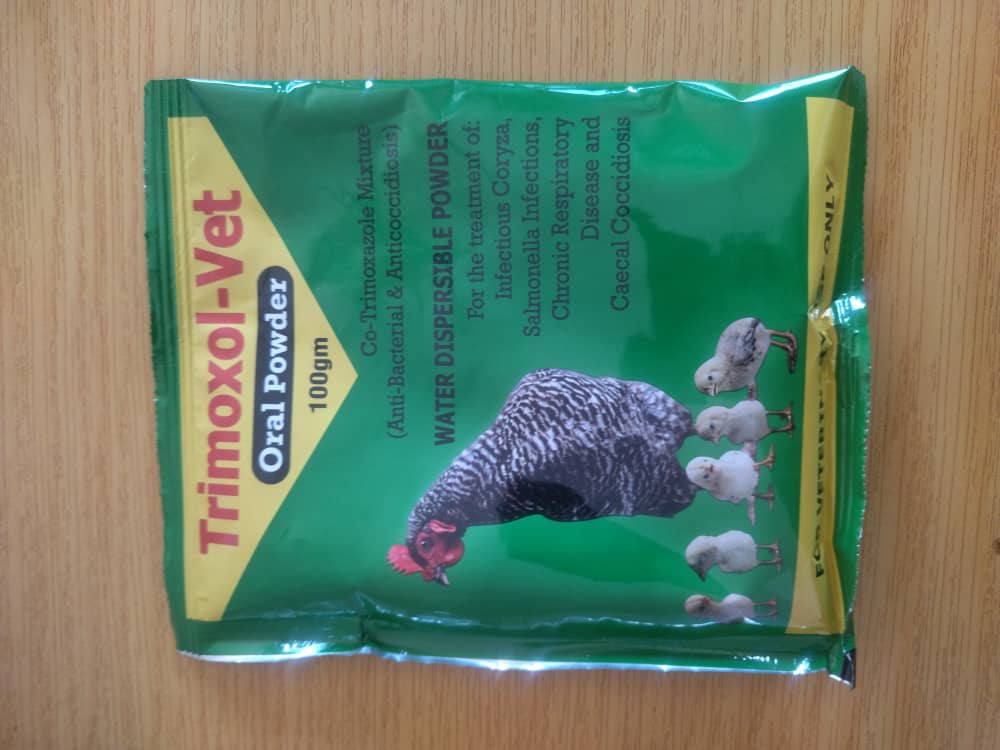 Trimoxol-Vet
Oral Powder
100gm
Co-Trimoxazole Mixture
(Anti-Bacterial & Anticoccidiosis)
WATER DISPERSIBLE POWDER
For the treatment of:
Infectious Coryza,
Salmonella Infections,
Chronic Respiratory
Disease and
Caecal Coccidiosis
FOR ONLY